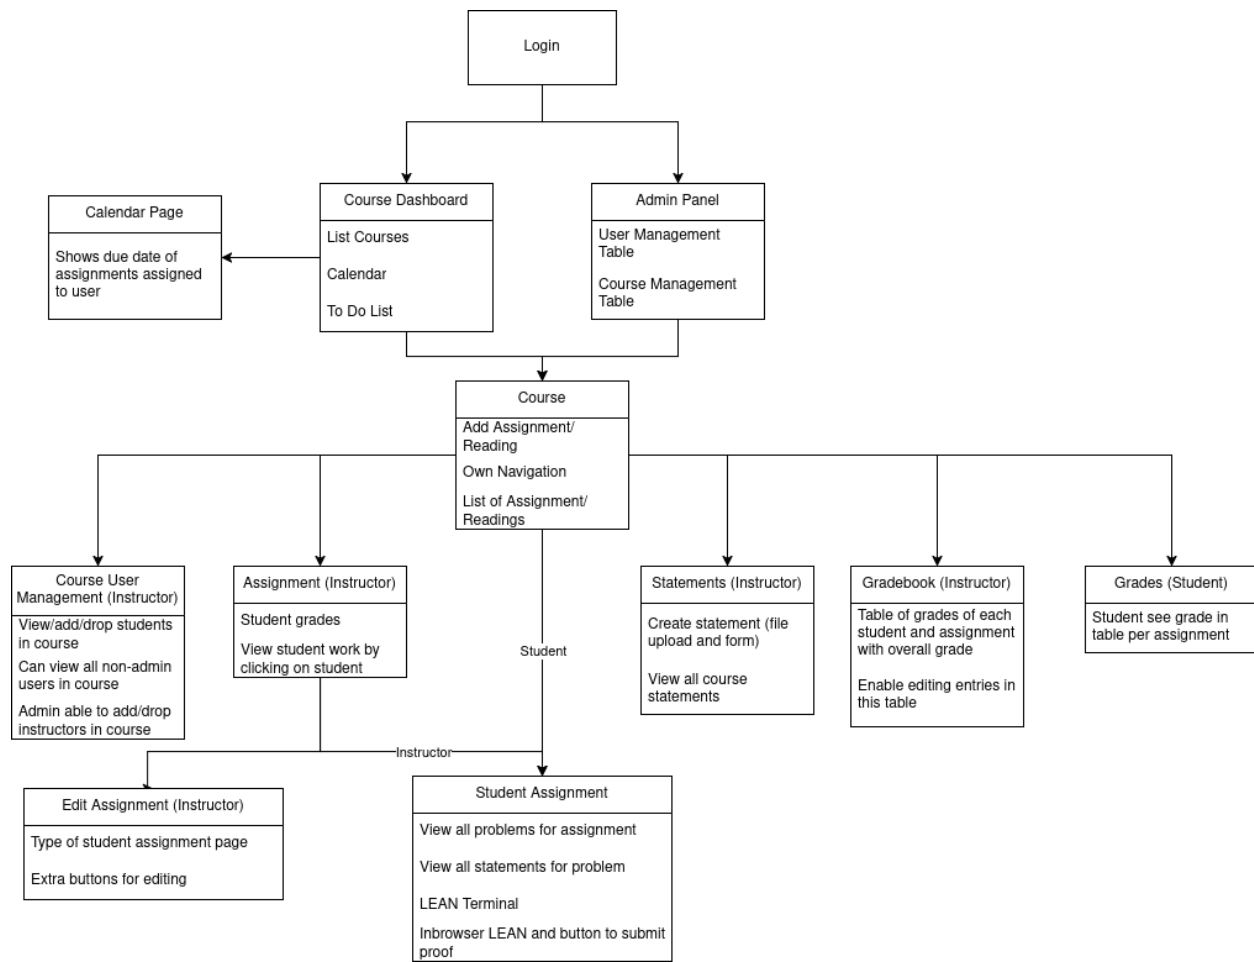 Login
Course Dashboard
List Courses
Calendar
To Do List
Admin Panel
User Management
Table
Course Management
Table
Calendar Page
Shows due date of
assignments assigned
to user
Course
Add Assignment/
Reading
Own Navigation
List of Assignment/
Readings
Course User
Management (Instructor)
View/add/drop students
in course
Can view all non-admin
users in course
Admin able to add/drop
instructors in course
Assignment (Instructor)
Student grades
View student work by
clicking on student
Student
Statements (Instructor)
Create statement (file
upload and form)
View all course
statements
Gradebook (Instructor)
Table of grades of each
student and assignment
with overall grade
Enable editing entries in
this table
Grades (Student)
Student see grade in
table per assignment
Instructor
Edit Assignment (Instructor)
Type of student assignment page
Extra buttons for editing
Student Assignment
View all problems for assignment
View all statements for problem
LEAN Terminal
Inbrowser LEAN and button to submit
proof